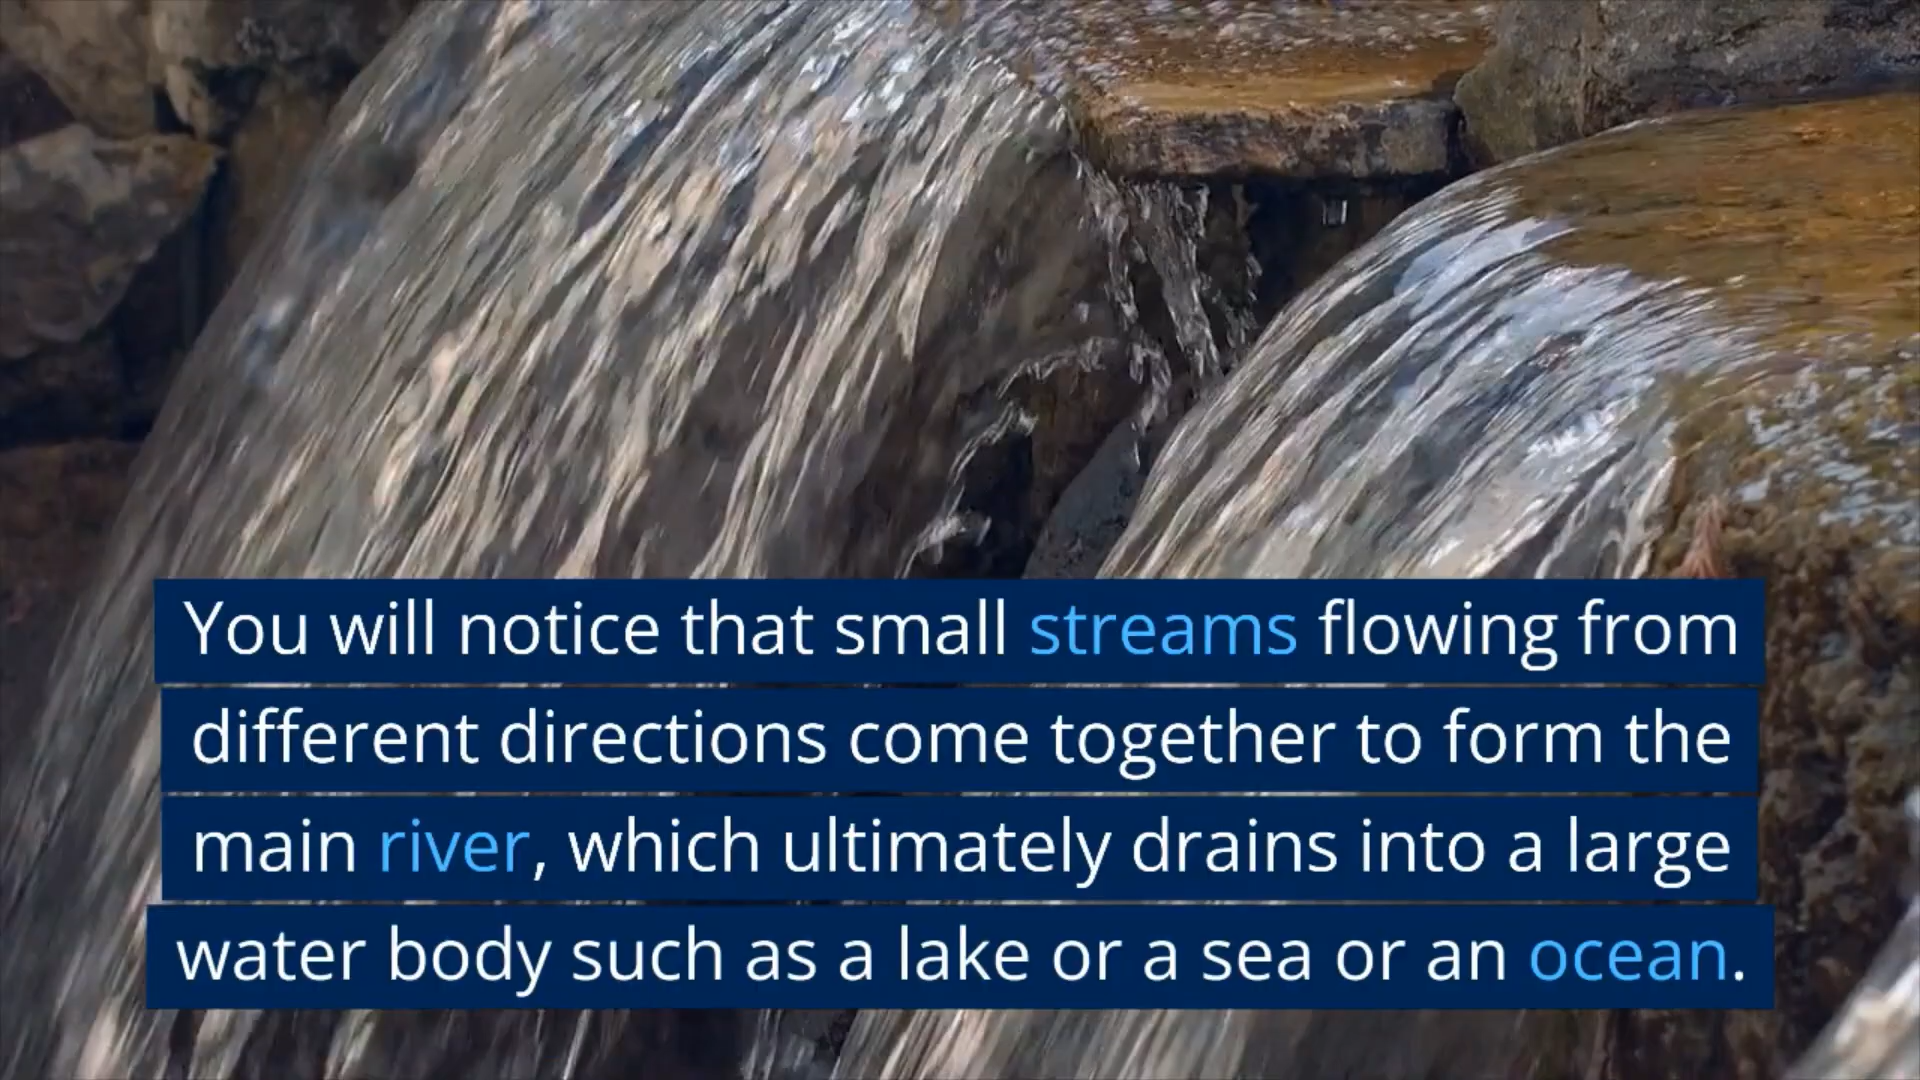 You will notice that small streams flowing from
different directions come together to form the
main river, which ultimately drains into a large
water body such as a lake or a sea or an ocean.